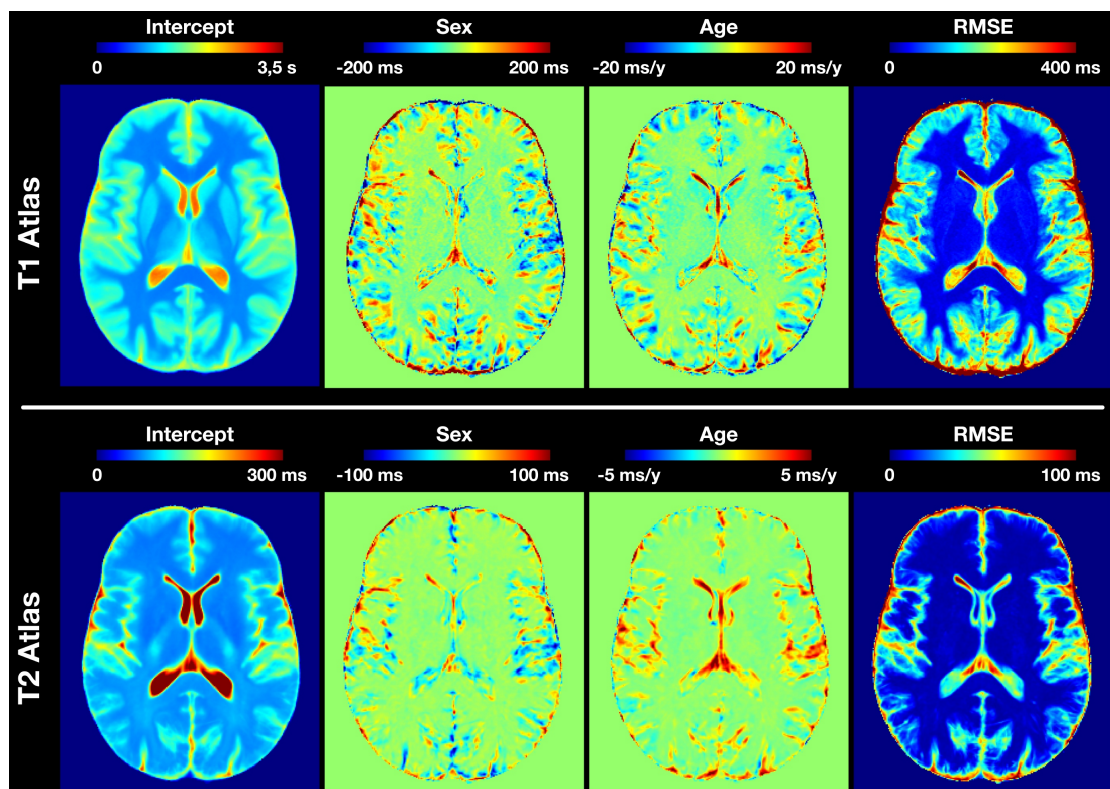 Intercept Sex Age RMSE
0 3,5 s -200 ms 200 ms -20 ms/y 20 ms/y 0 400 ms
T1 Atlas
Intercept Sex Age RMSE
0 300 ms -100 ms 100 ms -5 ms/y 5 ms/y 0 100 ms
T2 Atlas